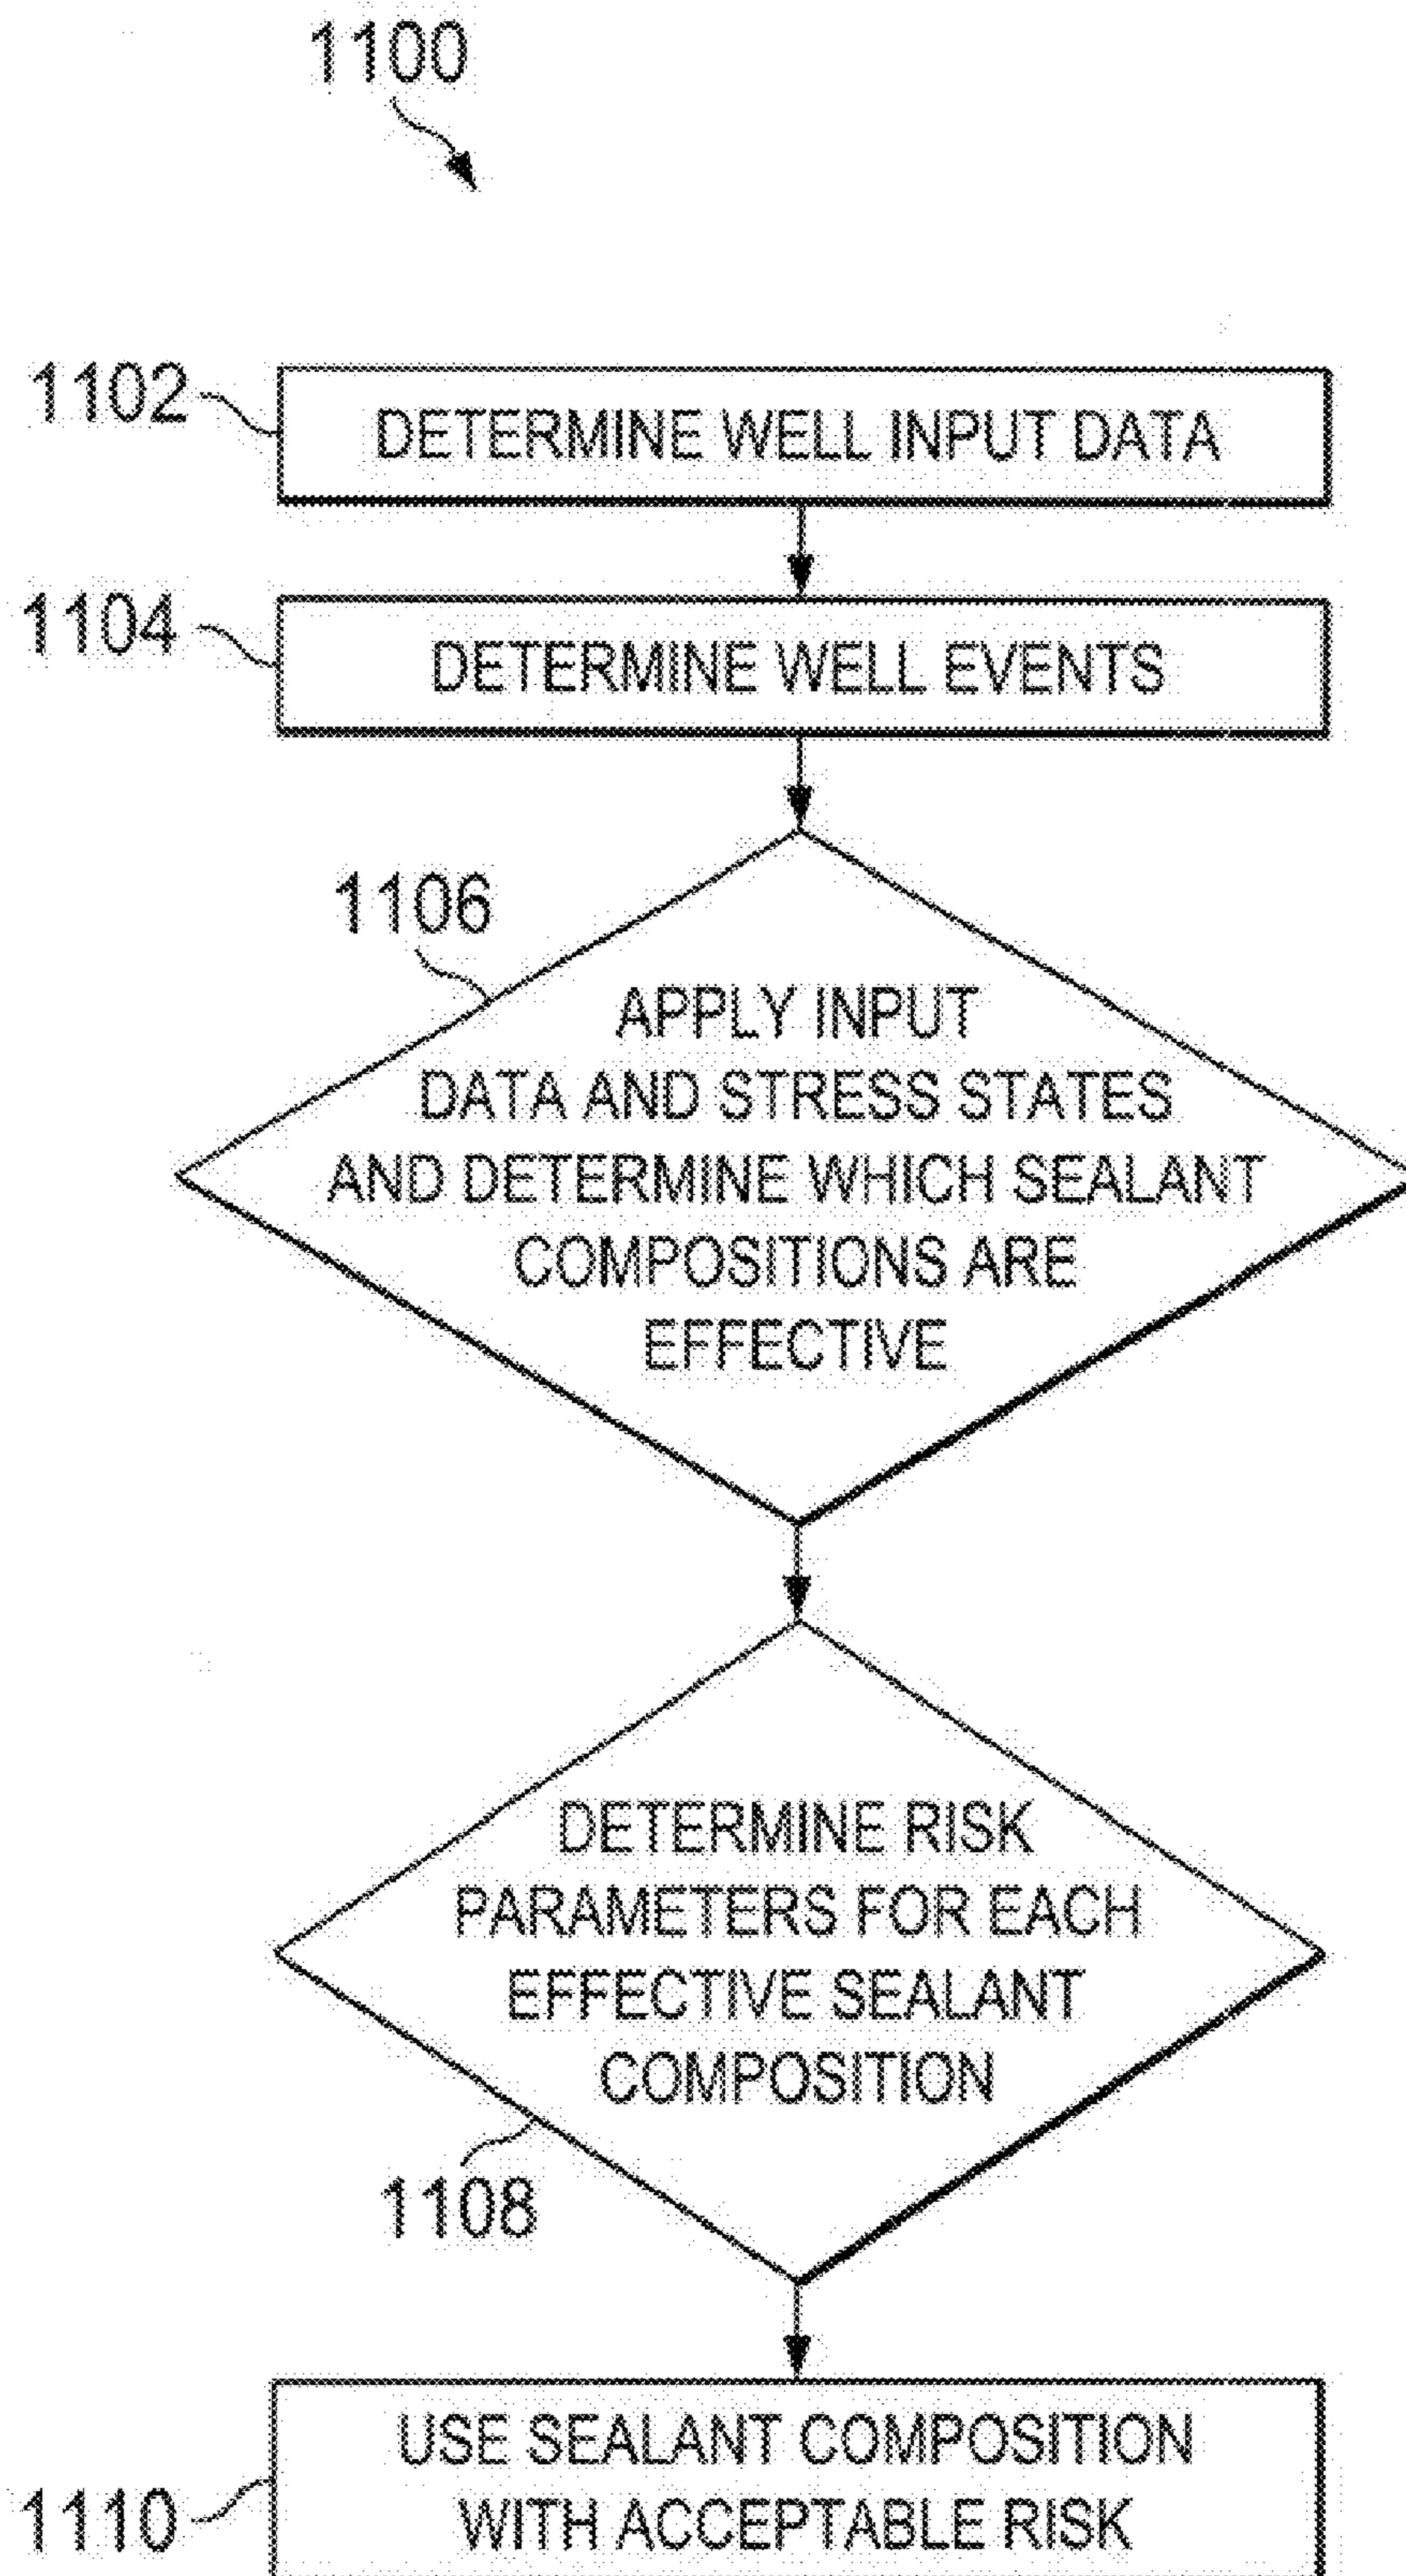 1100
1102
DETERMINE WELL INPUT DATA
1104
DETERMINE WELL EVENTS
1106
APPLY INPUT
DATA AND STRESS STATES
AND DETERMINE WHICH SEALANT
COMPOSITIONS ARE
EFFECTIVE
DETERMINE RISK
PARAMETERS FOR EACH
EFFECTIVE SEALANT
COMPOSITION
1108
USE SEALANT COMPOSITION
WITH ACCEPTABLE RISK
1110